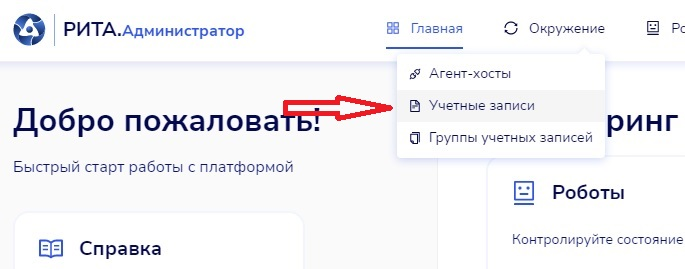 РИТА.Администратор
Главная
Окружение
Ро
Агент-хосты
Учетные записи
Группы учетных записей
Добро пожаловать!
ринг
Быстрый старт работы с платформой
Роботы
Контролируйте состояние
Справка